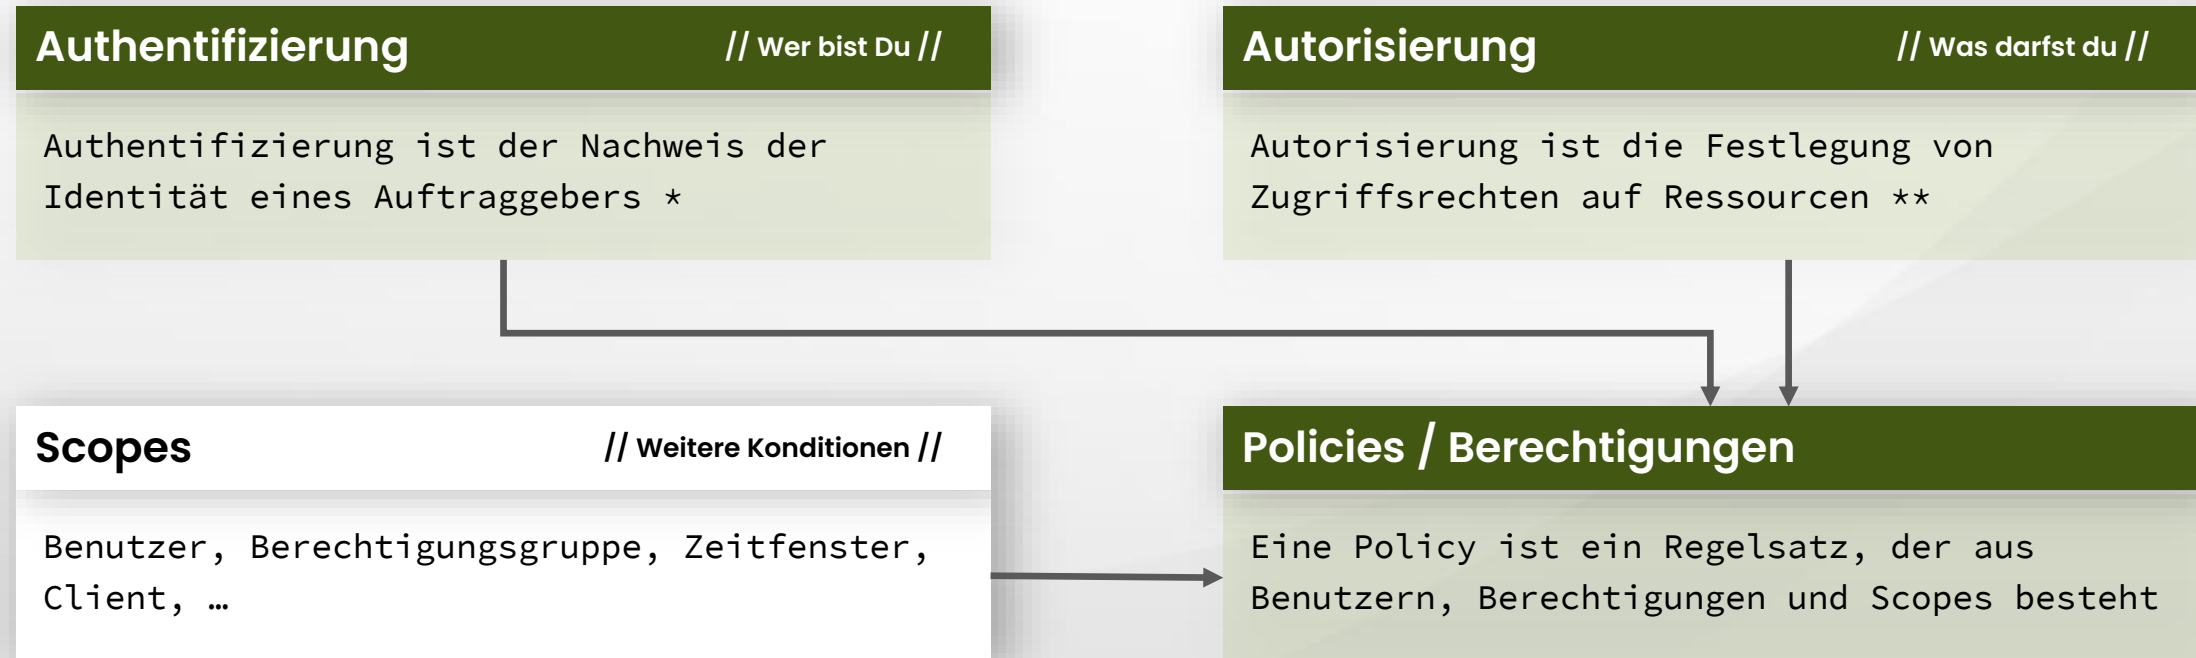 Authentifizierung // Wer bist Du //
Authentifizierung ist der Nachweis der
Identität eines Auftraggebers *
Autorisierung // Was darfst du //
Autorisierung ist die Festlegung von
Zugriffsrechten auf Ressourcen **
Scopes // Weitere Konditionen //
Benutzer, Berechtigungsgruppe, Zeitfenster,
Client, …
Policies / Berechtigungen
Eine Policy ist ein Regelsatz, der aus
Benutzern, Berechtigungen und Scopes besteht